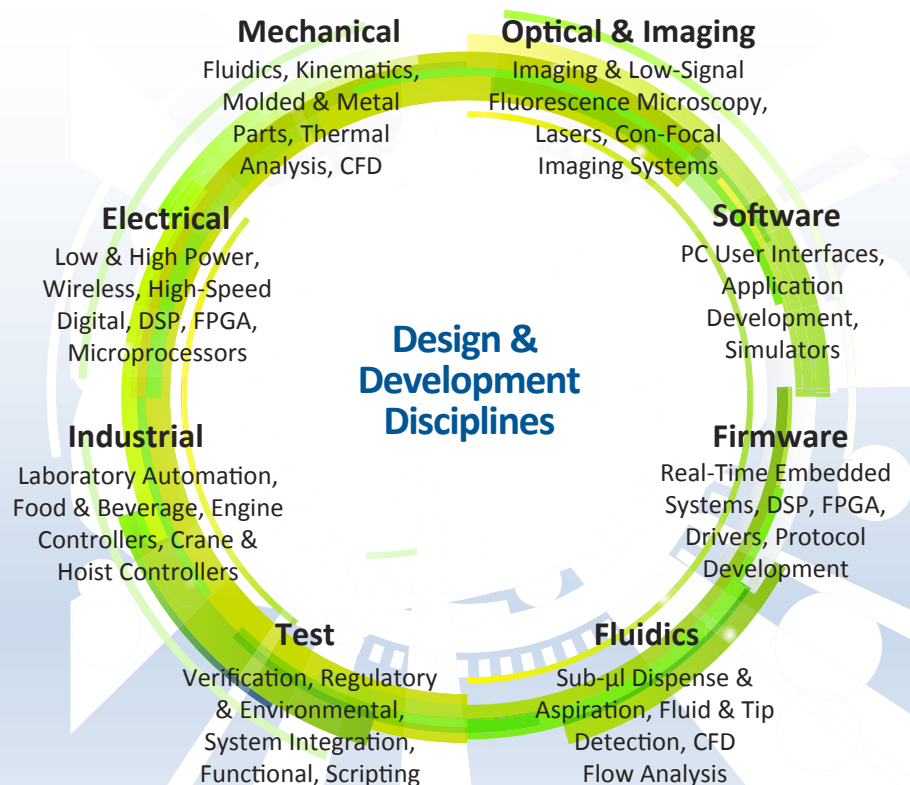 Mechanical
Fluidics, Kinematics,
Molded & Metal
Parts, Thermal
Analysis, CFD
Optical & Imaging
Imaging & Low-Signal
Fluorescence Microscopy,
Lasers, Con-Focal
Imaging Systems
Electrical
Low & High Power,
Wireless, High-Speed
Digital, DSP, FPGA,
Microprocessors
Software
PC User Interfaces,
Application
Development,
Simulators
Design &
Development
Disciplines
Industrial
Laboratory Automation,
Food & Beverage, Engine
Controllers, Crane &
Hoist Controllers
Firmware
Real-Time Embedded
Systems, DSP, FPGA,
Drivers, Protocol
Development
Test
Verification, Regulatory
& Environmental,
System Integration,
Functional, Scripting
Fluidics
Sub-µl Dispense &
Aspiration, Fluid & Tip
Detection, CFD
Flow Analysis